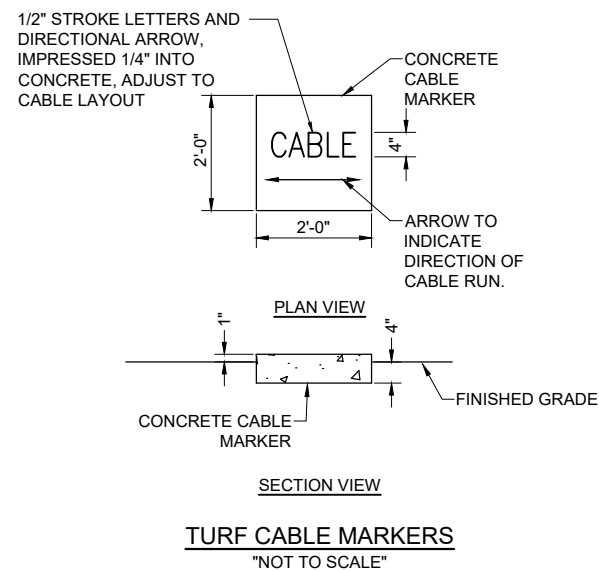 1/2" STROKE LETTERS AND
DIRECTIONAL ARROW,
IMPRESSED 1/4" INTO
CONCRETE, ADJUST TO
CABLE LAYOUT
CONCRETE
CABLE
MARKER
2'-0"
CABLE
4"
2'-0"
ARROW TO
INDICATE
DIRECTION OF
CABLE RUN.
PLAN VIEW
1"
4"
FINISHED GRADE
CONCRETE CABLE
MARKER
SECTION VIEW
TURF CABLE MARKERS
"NOT TO SCALE"